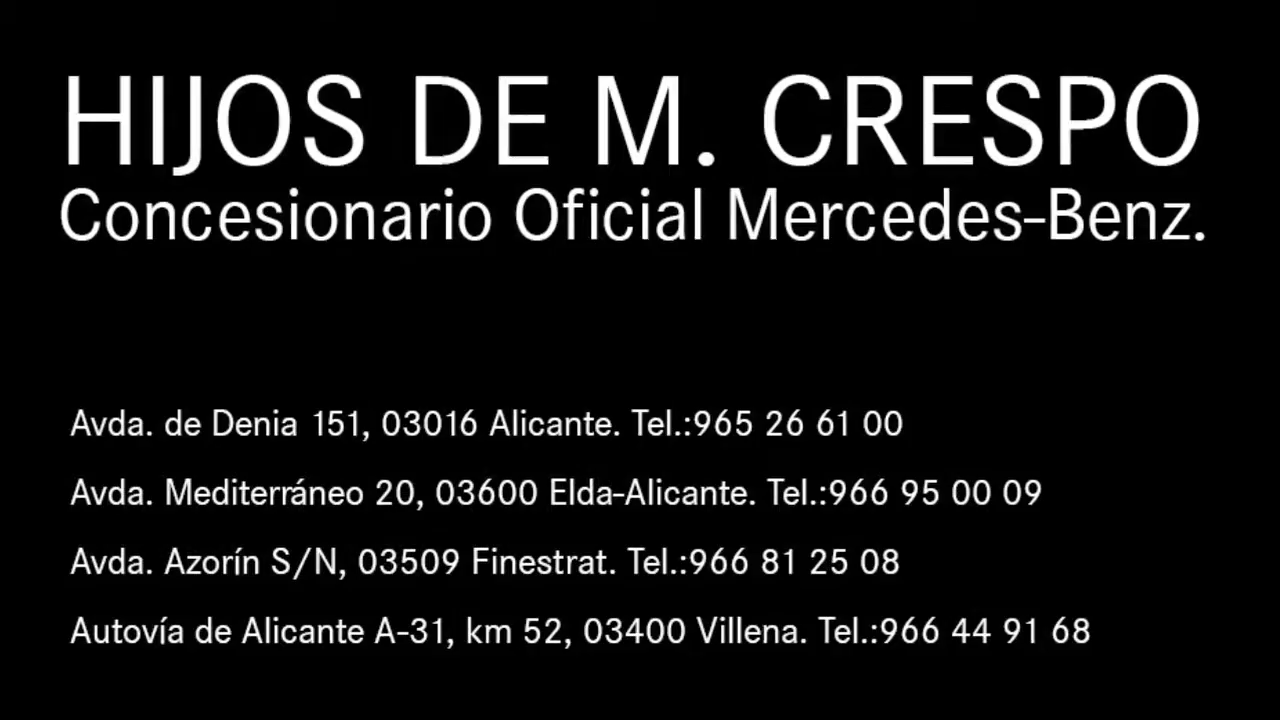 HIJOS DE M. CRESPO
Concesionario Oficial Mercedes-Benz.
Avda. de Denia 151, 03016 Alicante. Tel.:965 26 61 00
Avda. Mediterráneo 20, 03600 Elda-Alicante. Tel.:966 95 00 09
Avda. Azorín S/N, 03509 Finestrat. Tel.:966 81 25 08
Autovía de Alicante A-31, km 52, 03400 Villena. Tel.:966 44 91 68